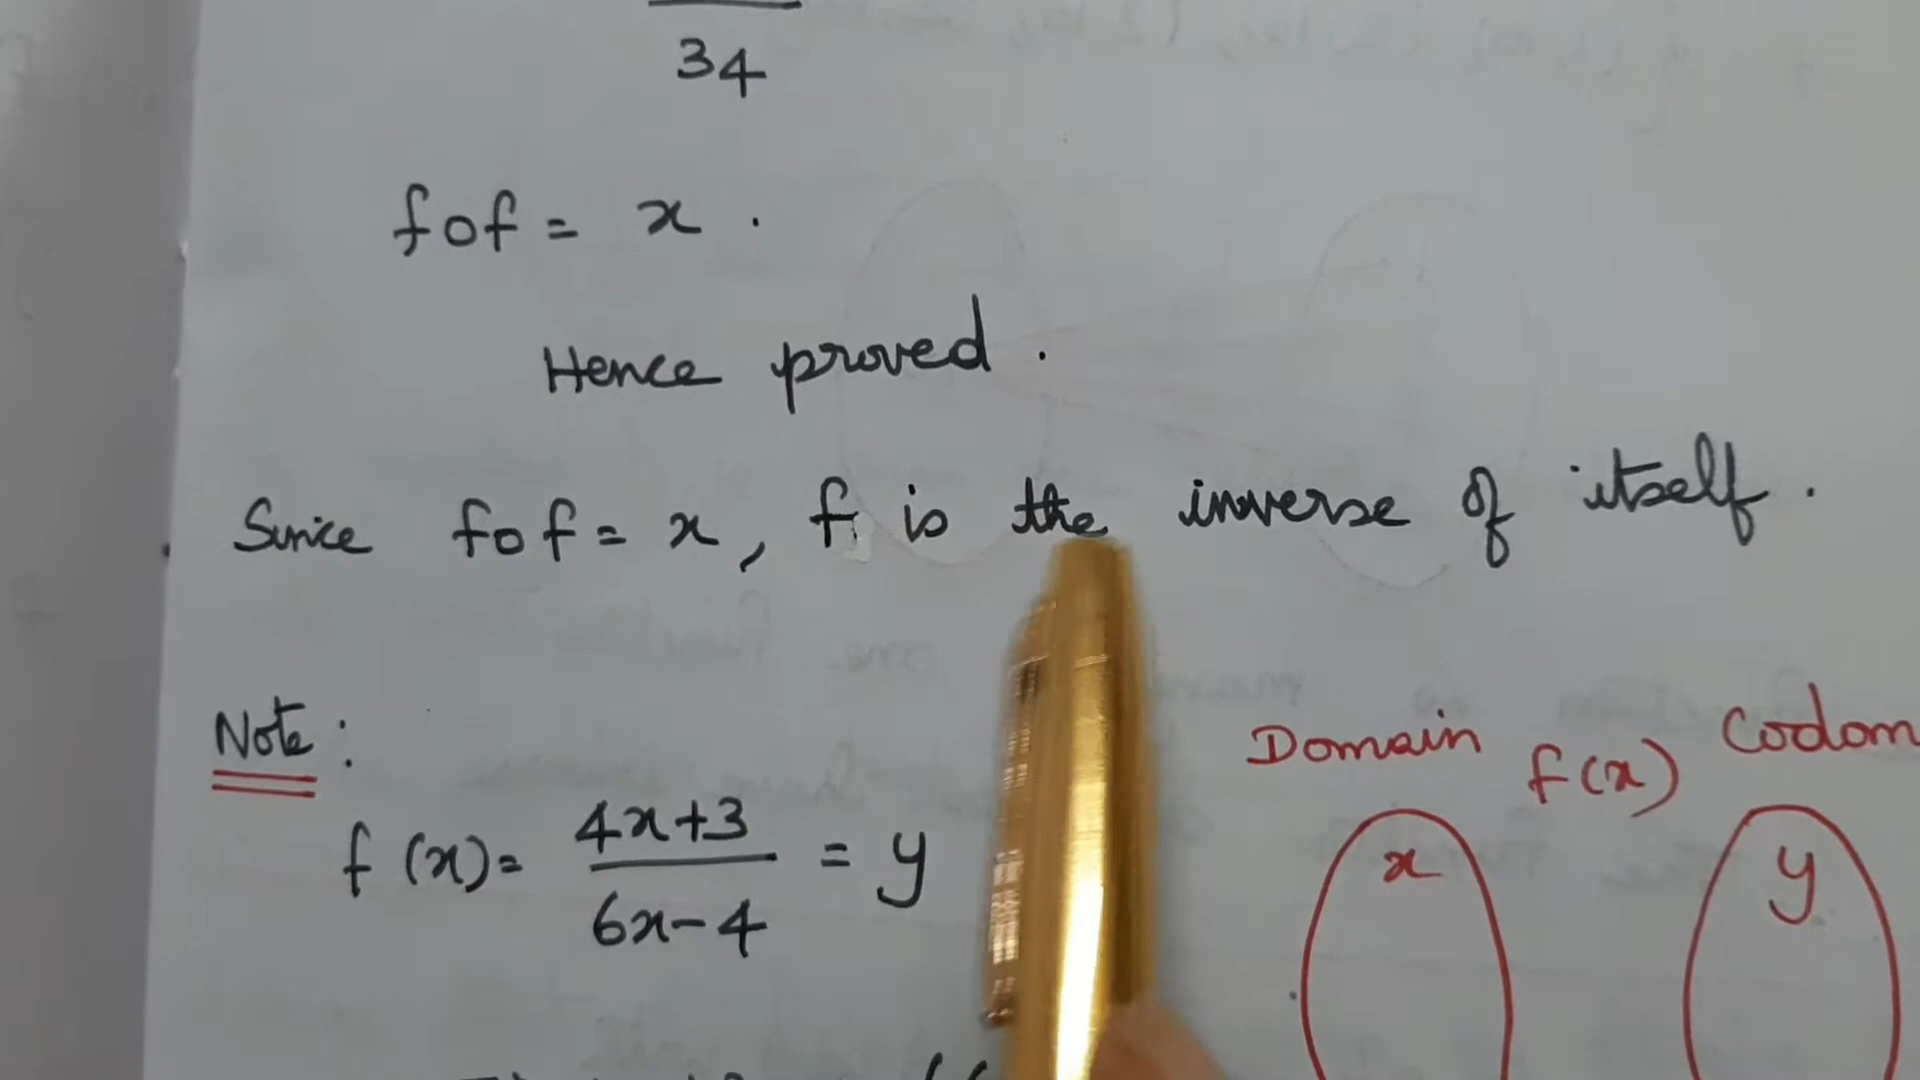 34
fof = x .
Hence proved .
Since fof = x , f is the inverse of itself .
Note :
f(x) = 4x+3 / 6x-4 = y
Domain f(x) Codom
x y